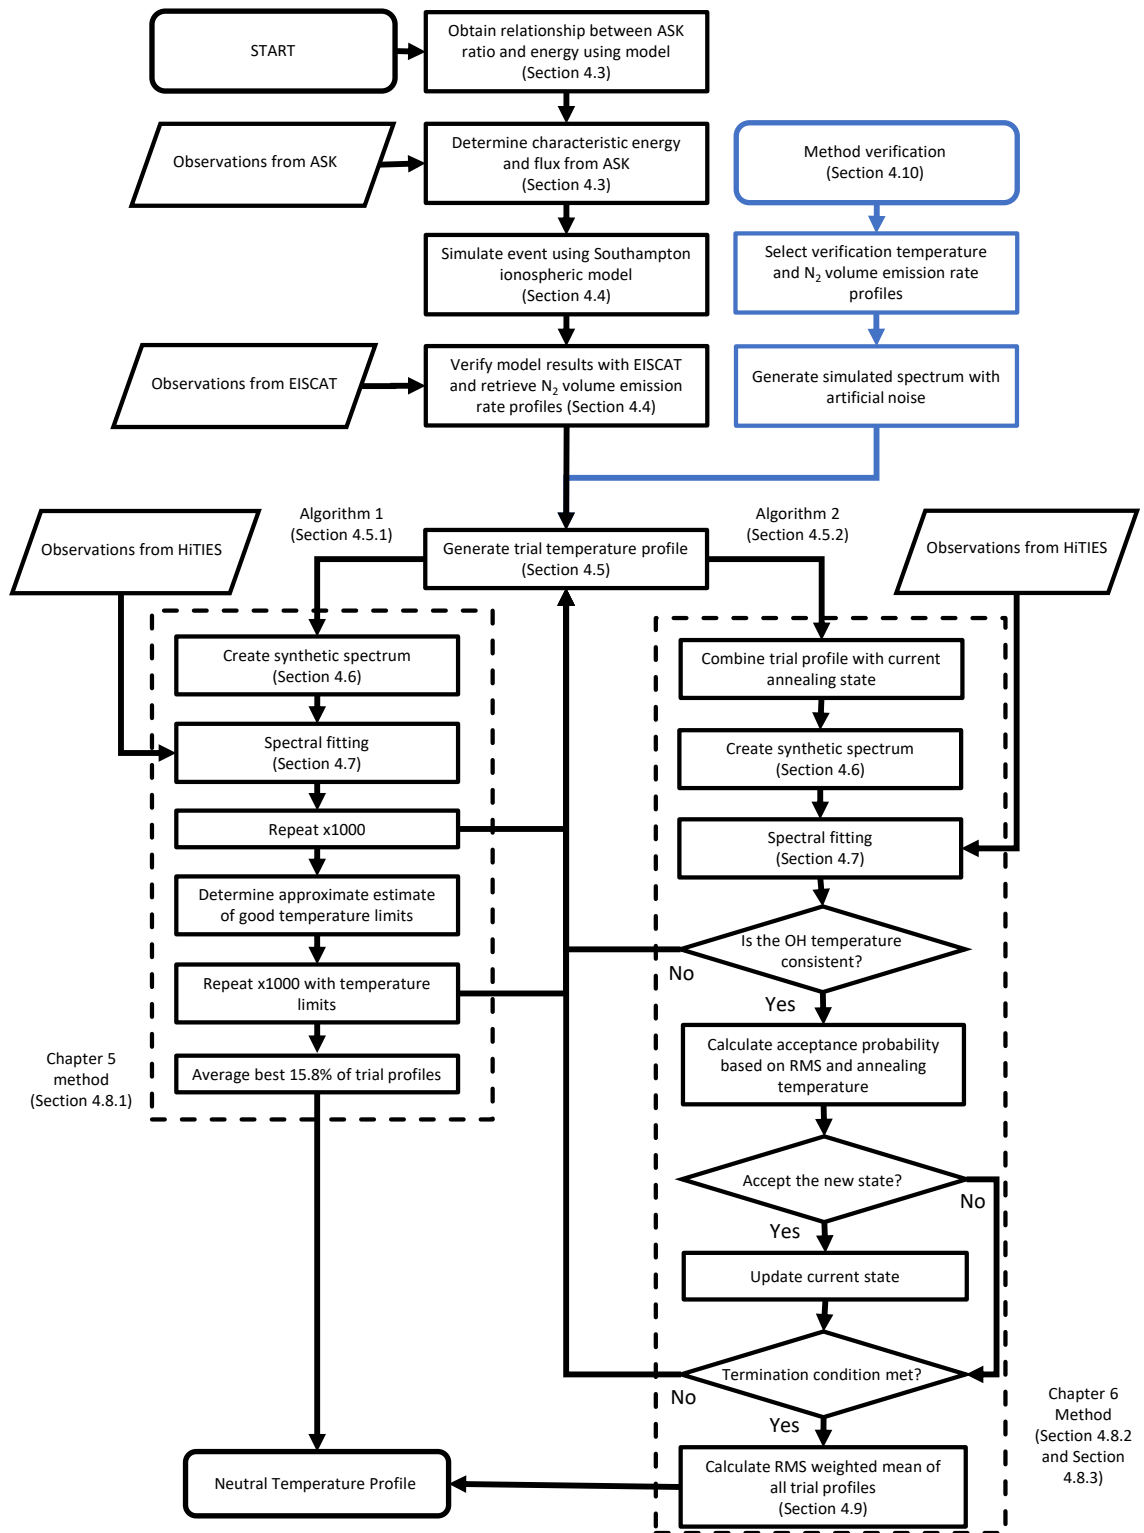 START
Obtain relationship between ASK
ratio and energy using model
(Section 4.3)
Observations from ASK
Determine characteristic energy
and flux from ASK
(Section 4.3)
Method verification
(Section 4.10)
Simulate event using Southampton
ionospheric model
(Section 4.4)
Select verification temperature
and N₂ volume emission rate
profiles
Observations from EISCAT
Verify model results with EISCAT
and retrieve N₂ volume emission
rate profiles (Section 4.4)
Generate simulated spectrum with
artificial noise
Observations from HiTIES
Algorithm 1
(Section 4.5.1)
Generate trial temperature profile
(Section 4.5)
Algorithm 2
(Section 4.5.2)
Observations from HiTIES
Create synthetic spectrum
(Section 4.6)
Spectral fitting
(Section 4.7)
Repeat x1000
Determine approximate estimate
of good temperature limits
Repeat x1000 with temperature
limits
Average best 15.8% of trial profiles
Chapter 5
method
(Section 4.8.1)
Combine trial profile with current
annealing state
Create synthetic spectrum
(Section 4.6)
Spectral fitting
(Section 4.7)
Is the OH temperature
consistent?
No
Yes
Calculate acceptance probability
based on RMS and annealing
temperature
Accept the new state?
No
Yes
Update current state
Termination condition met?
No
Yes
Calculate RMS weighted mean of
all trial profiles
(Section 4.9)
Chapter 6
Method
(Section 4.8.2
and Section
4.8.3)
Neutral Temperature Profile